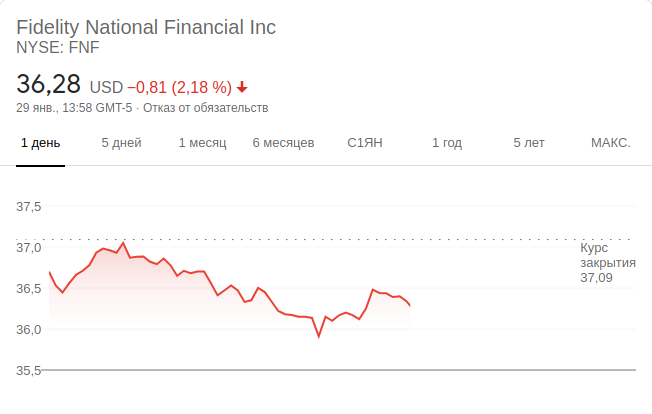 Fidelity National Financial Inc
NYSE: FNF
36,28 USD −0,81 (2,18 %)
29 янв., 13:58 GMT-5 · Отказ от обязательств
1 день 5 дней 1 месяц 6 месяцев С1ЯН 1 год 5 лет МАКС.
37,5
37,0
Курс
закрытия
37,09
36,5
36,0
35,5